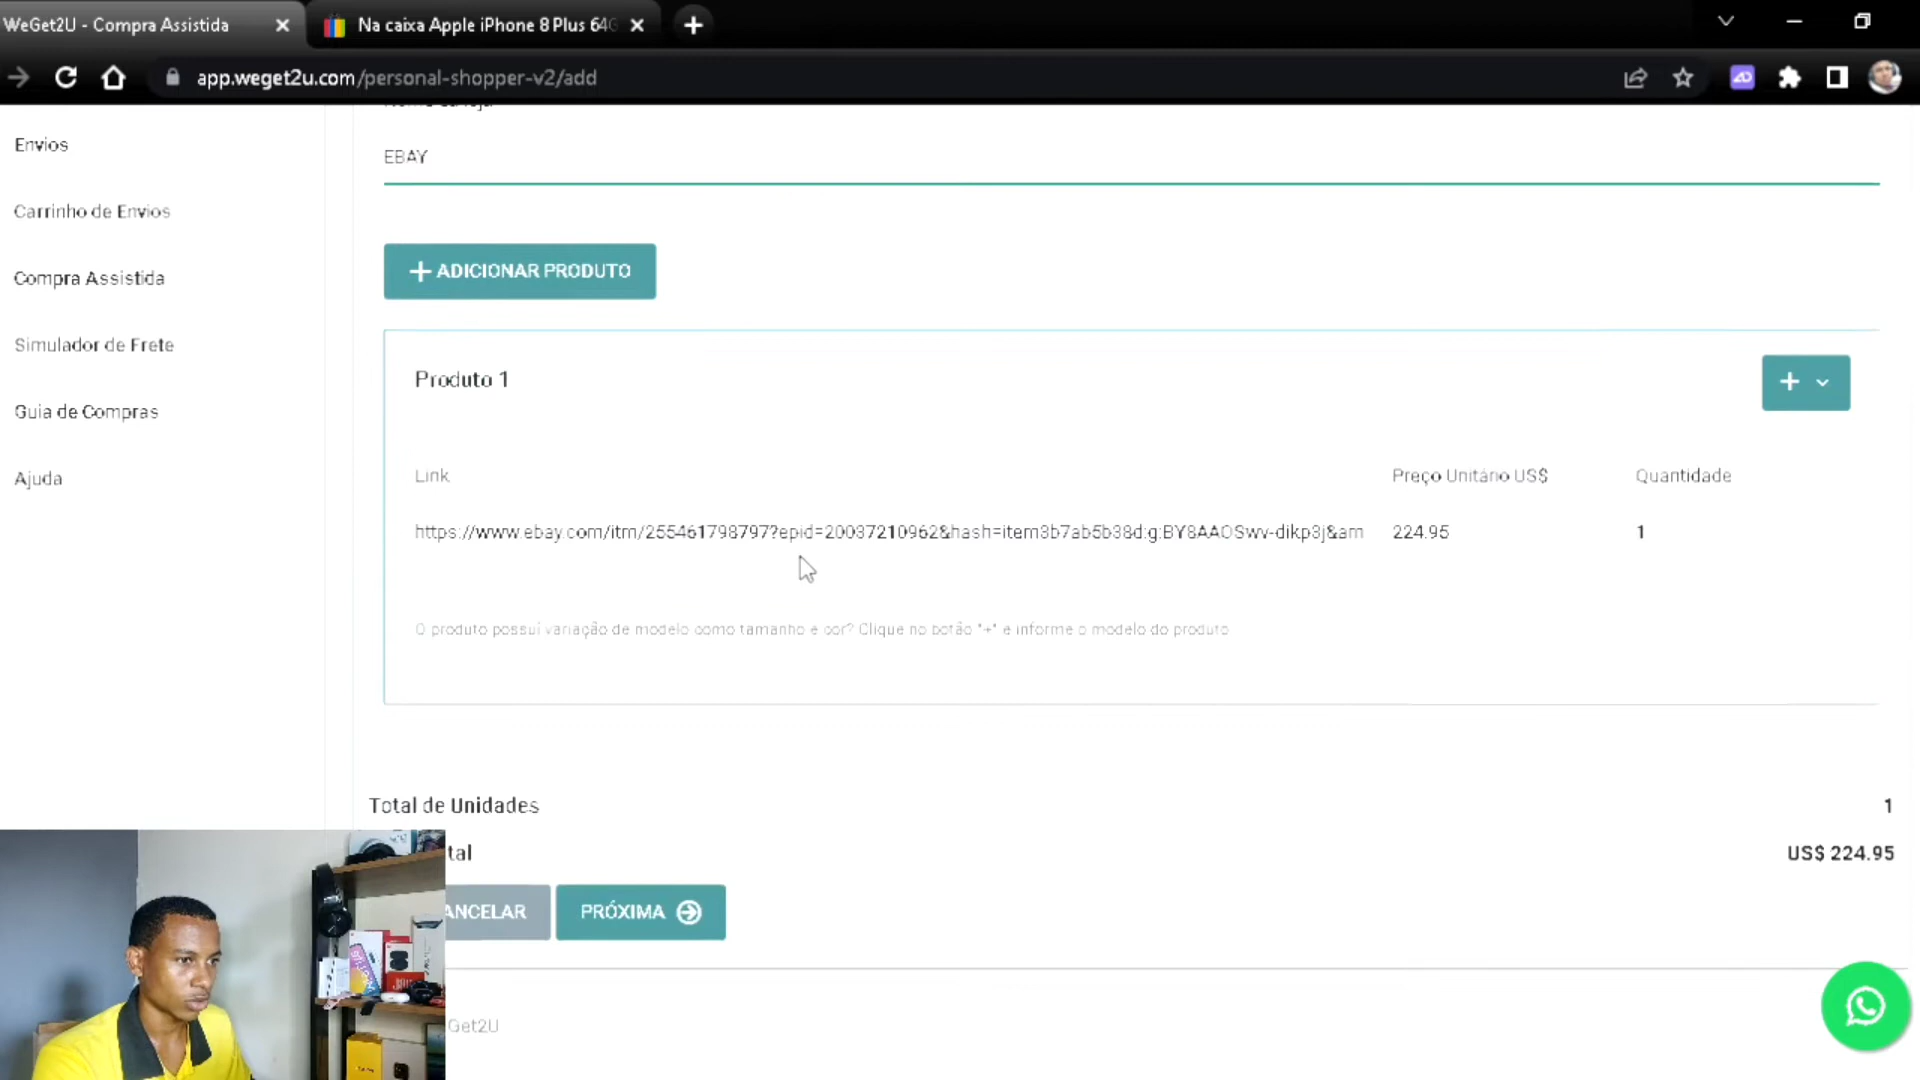 WeGet2U - Compra Assistida
Na caixa Apple iPhone 8 Plus 64G
app.weget2u.com/personal-shopper-v2/add
Envios
EBAY
Carrinho de Envios
+ ADICIONAR PRODUTO
Compra Assistida
Simulador de Frete
Produto 1
Guia de Compras
Ajuda
Link
Preço Unitário US$
Quantidade
https://www.ebay.com/itm/255461798797?epid=20037210962&hash=item3b7ab5b38d:g:BY8AAOSwv-dikp3j&am
224.95
1
O produto possui variação de modelo como tamanho e cor? Clique no botão "+" e informe o modelo do produto
Total de Unidades
1
tal
US$ 224.95
ANCELAR
PRÓXIMA
Get2U